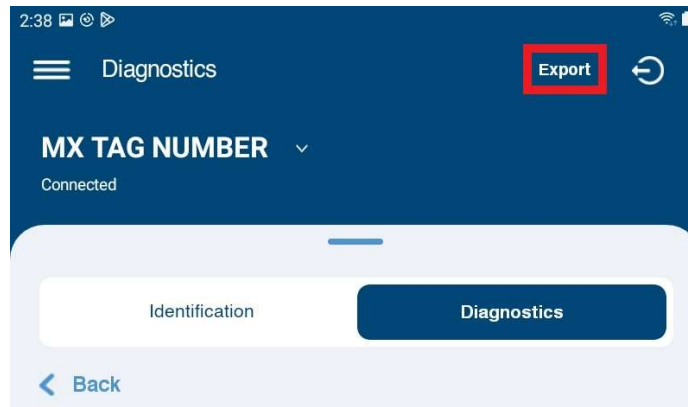 2:38
Diagnostics Export
MX TAG NUMBER
Connected
Identification Diagnostics
Back